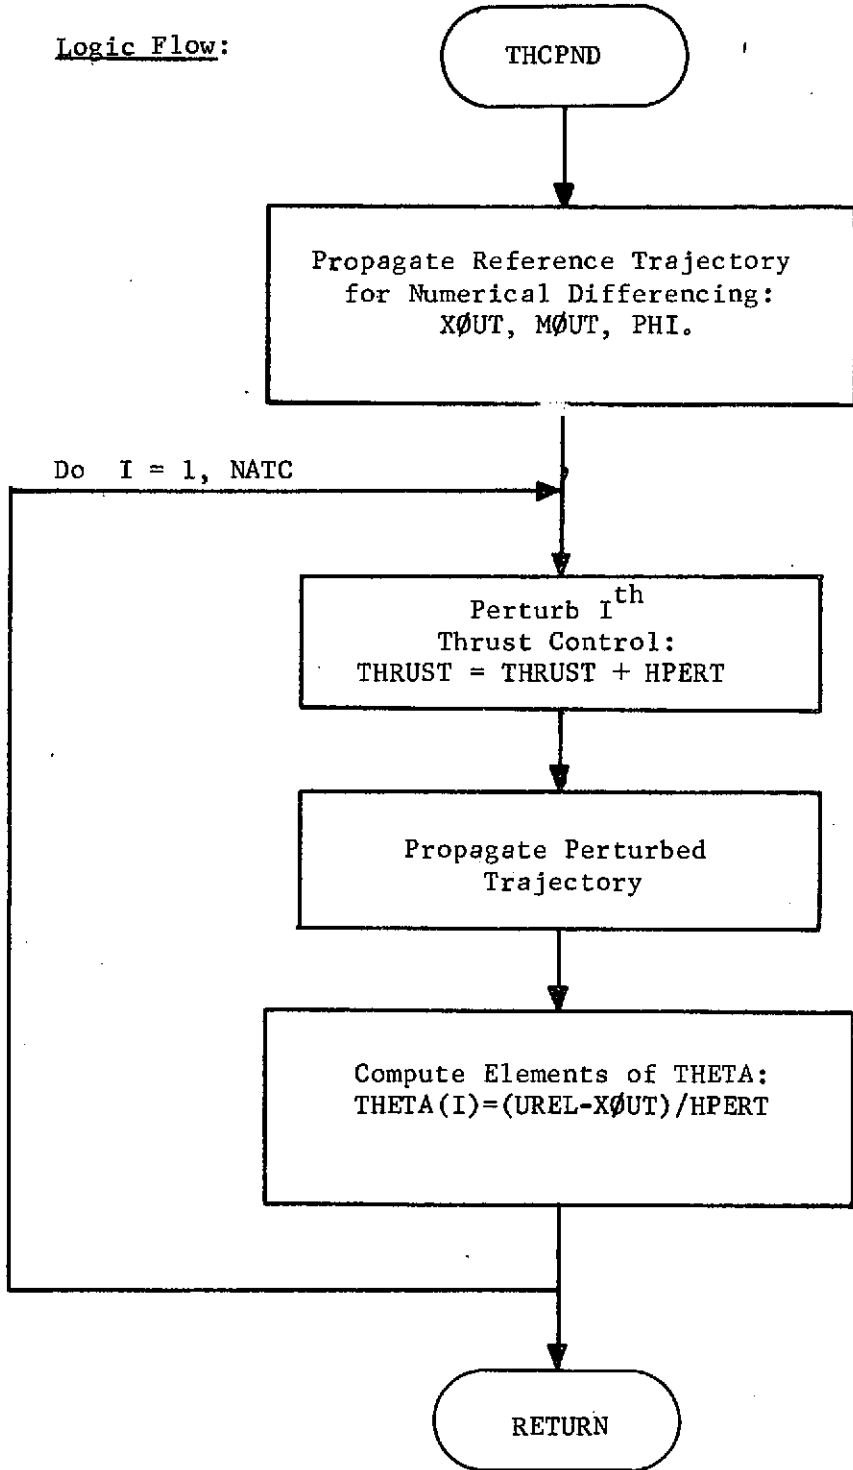 Logic Flow:
THCPND
Propagate Reference Trajectory
for Numerical Differencing:
XØUT, MØUT, PHI.
Do I = 1, NATC
Perturb Ith
Thrust Control:
THRUST = THRUST + HPERT
Propagate Perturbed
Trajectory
Compute Elements of THETA:
THETA(I)=(UREL-XØUT)/HPERT
RETURN